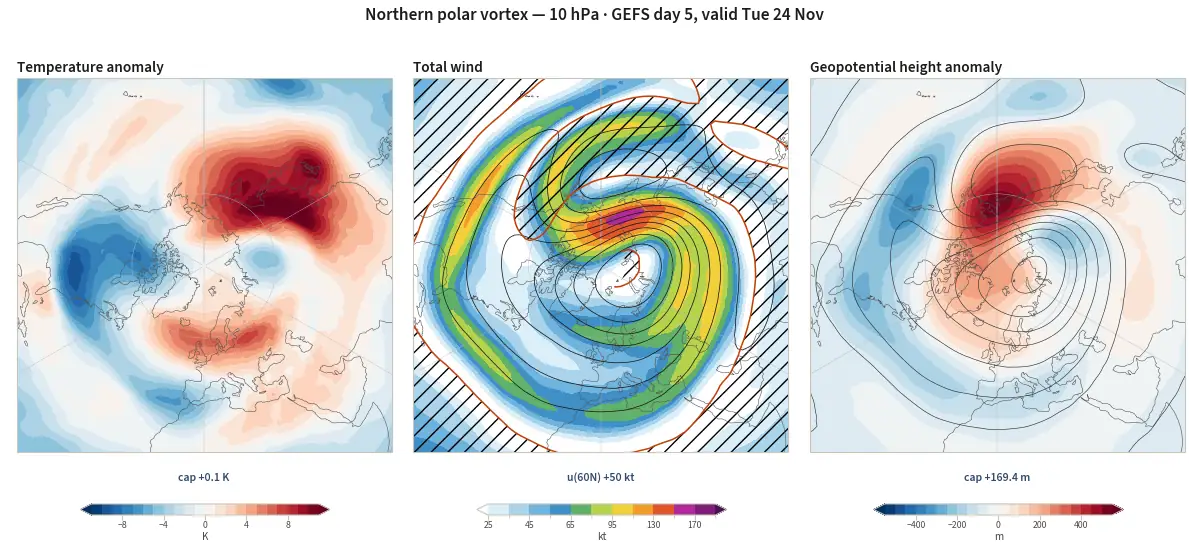 Northern polar vortex — 10 hPa · GEFS day 5, valid Tue 24 Nov
Temperature anomaly
Total wind
Geopotential height anomaly
cap +0.1 K
u(60N) +50 kt
cap +169.4 m
−8 −4 0 4 8
K
25 45 65 95 130 170
kt
−400 −200 0 200 400
m